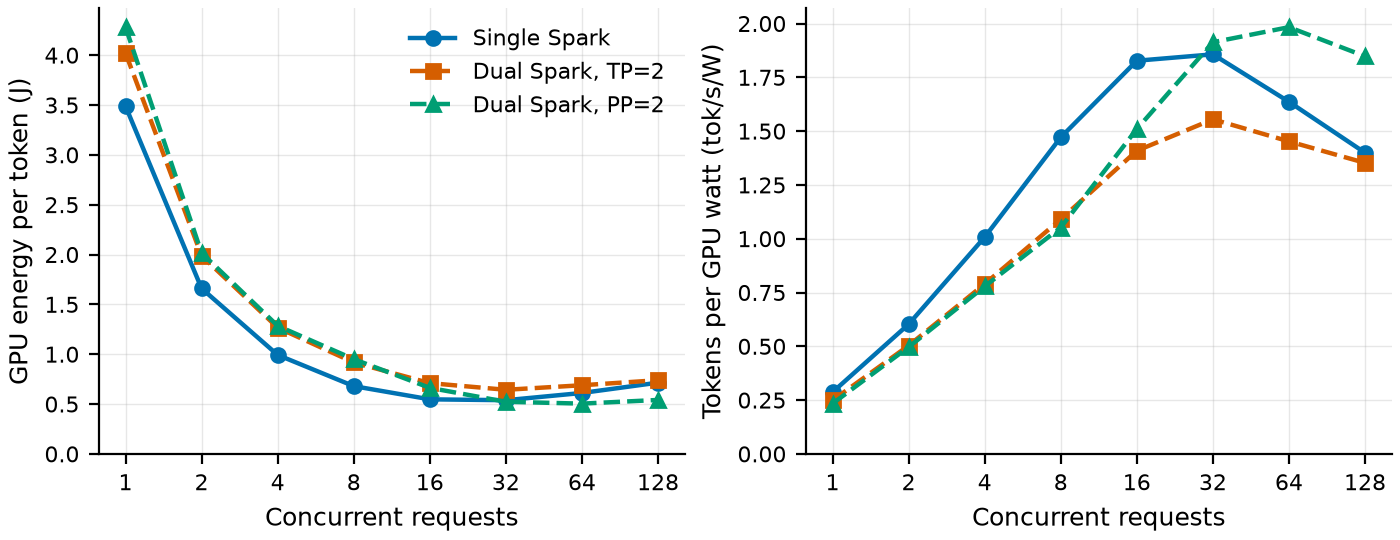 GPU energy per token (J)
4.0
3.5
3.0
2.5
2.0
1.5
1.0
0.5
0.0
1 2 4 8 16 32 64 128
Concurrent requests
Single Spark
Dual Spark, TP=2
Dual Spark, PP=2
Tokens per GPU watt (tok/s/W)
2.00
1.75
1.50
1.25
1.00
0.75
0.50
0.25
0.00
1 2 4 8 16 32 64 128
Concurrent requests